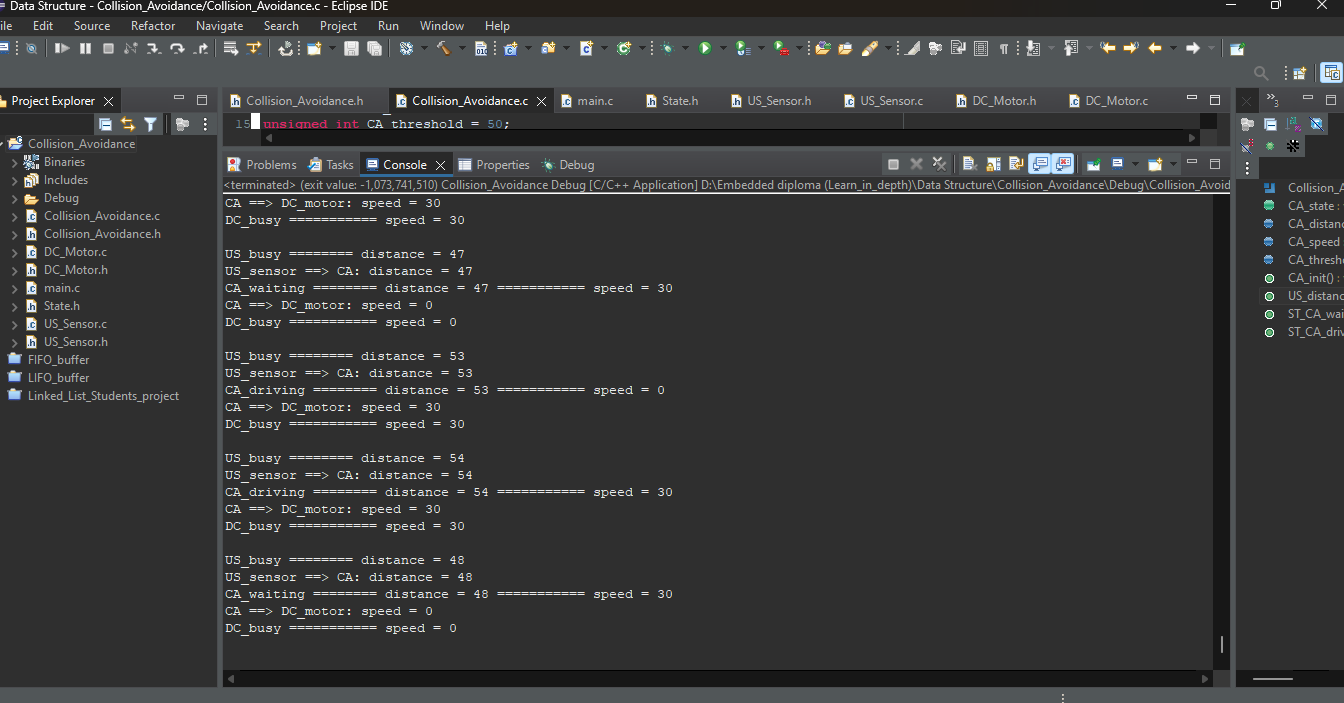 Data Structure - Collision_Avoidance/Collision_Avoidance.c - Eclipse IDE
ile Edit Source Refactor Navigate Search Project Run Window Help
Project Explorer
Collision_Avoidance
Binaries
Includes
Debug
Collision_Avoidance.c
Collision_Avoidance.h
DC_Motor.c
DC_Motor.h
main.c
State.h
US_Sensor.c
US_Sensor.h
FIFO_buffer
LIFO_buffer
Linked_List_Students_project
Collision_Avoidance.h Collision_Avoidance.c main.c State.h US_Sensor.h US_Sensor.c DC_Motor.h DC_Motor.c
15 unsigned int CA_threshold = 50;
Problems Tasks Console Properties Debug
<terminated> (exit value: -1,073,741,510) Collision_Avoidance Debug [C/C++ Application] D:\Embedded diploma (Learn_in_depth)\Data Structure\Collision_Avoidance\Debug\Collision_Avoid
CA ==> DC_motor: speed = 30
DC_busy =========== speed = 30
US_busy ======== distance = 47
US_sensor ==> CA: distance = 47
CA_waiting ======== distance = 47 =========== speed = 30
CA ==> DC_motor: speed = 0
DC_busy =========== speed = 0
US_busy ======== distance = 53
US_sensor ==> CA: distance = 53
CA_driving ======== distance = 53 =========== speed = 0
CA ==> DC_motor: speed = 30
DC_busy =========== speed = 30
US_busy ======== distance = 54
US_sensor ==> CA: distance = 54
CA_driving ======== distance = 54 =========== speed = 30
CA ==> DC_motor: speed = 30
DC_busy =========== speed = 30
US_busy ======== distance = 48
US_sensor ==> CA: distance = 48
CA_waiting ======== distance = 48 =========== speed = 30
CA ==> DC_motor: speed = 0
DC_busy =========== speed = 0
3
Collision_A
CA_state :
CA_distanc
CA_speed
CA_thresho
CA_init() :
US_distanc
ST_CA_wai
ST_CA_driv